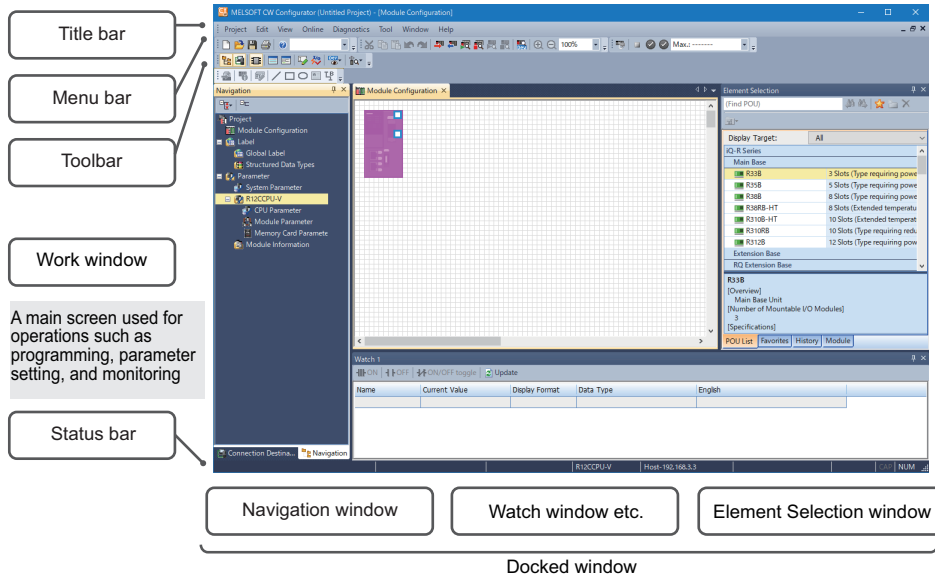 MELSOFT CW Configurator (Untitled Project) - [Module Configuration]
Title bar
Project Edit View Online Diagnostics Tool Window Help
100%
Max.: --------
Menu bar
Toolbar
Navigation
Project
Module Configuration
Label
Global Label
Structured Data Types
Parameter
System Parameter
R12CCPU-V
CPU Parameter
Module Parameter
Memory Card Paramete
Module Information
Connection Destina...
Navigation
Module Configuration
Element Selection
(Find POU)
Display Target: All
iQ-R Series
Main Base
R33B 3 Slots (Type requiring powe
R35B 5 Slots (Type requiring powe
R38B 8 Slots (Type requiring powe
R38RB-HT 8 Slots (Extended temperatu
R310B-HT 10 Slots (Extended temperat
R310RB 10 Slots (Type requiring redu
R312B 12 Slots (Type requiring pow
Extension Base
RQ Extension Base
R33B
[Overview]
Main Base Unit
[Number of Mountable I/O Modules]
3
[Specifications]
POU List Favorites History Module
Work window
A main screen used for
operations such as
programming, parameter
setting, and monitoring
Watch 1
ON OFF ON/OFF toggle Update
Name Current Value Display Format Data Type English
Status bar
R12CCPU-V Host-192.168.3.3 CAP NUM
Navigation window
Watch window etc.
Element Selection window
Docked window